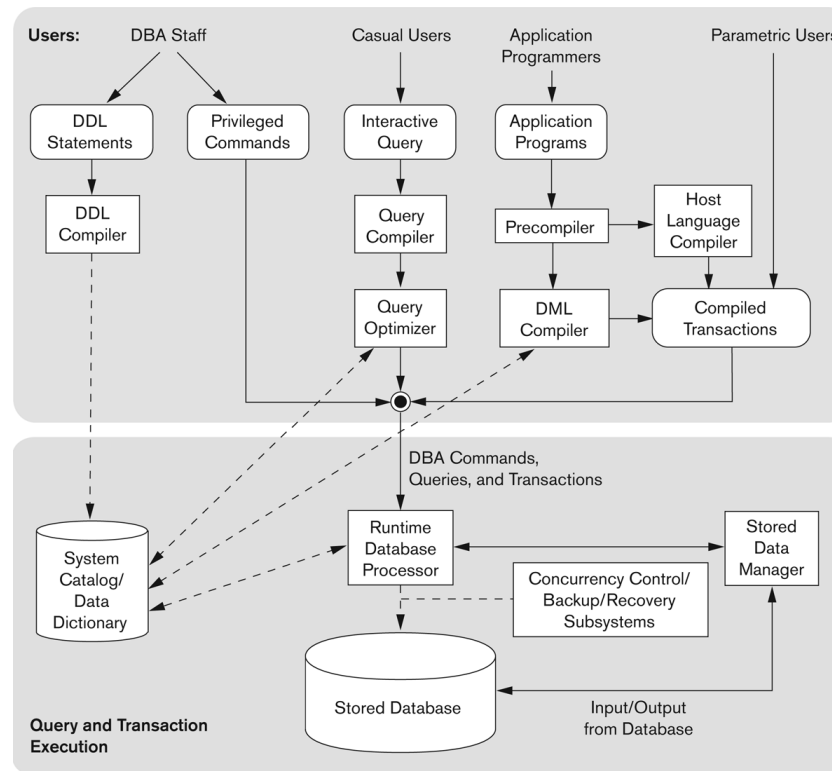 Users: DBA Staff Casual Users Application Programmers Parametric Users
DDL
Statements
Privileged
Commands
Interactive
Query
Application
Programs
DDL
Compiler
Query
Compiler
Precompiler
Host
Language
Compiler
Query
Optimizer
DML
Compiler
Compiled
Transactions
DBA Commands,
Queries, and Transactions
System
Catalog/
Data
Dictionary
Runtime
Database
Processor
Stored
Data
Manager
Concurrency Control/
Backup/Recovery
Subsystems
Stored Database
Input/Output
from Database
Query and Transaction
Execution